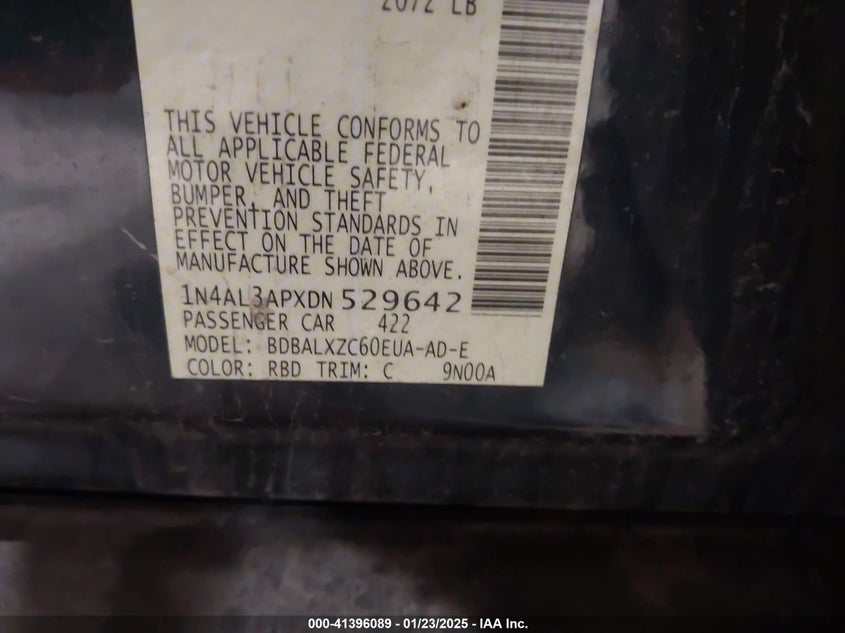 2072 LB
THIS VEHICLE CONFORMS TO
ALL APPLICABLE FEDERAL
MOTOR VEHICLE SAFETY,
BUMPER, AND THEFT
PREVENTION STANDARDS IN
EFFECT ON THE DATE OF
MANUFACTURE SHOWN ABOVE.
1N4AL3APXDN 529642
PASSENGER CAR 422
MODEL: BDBALXZC60EUA-AD-E
COLOR: RBD TRIM: C 9N00A
000-41396089 - 01/23/2025 - IAA Inc.